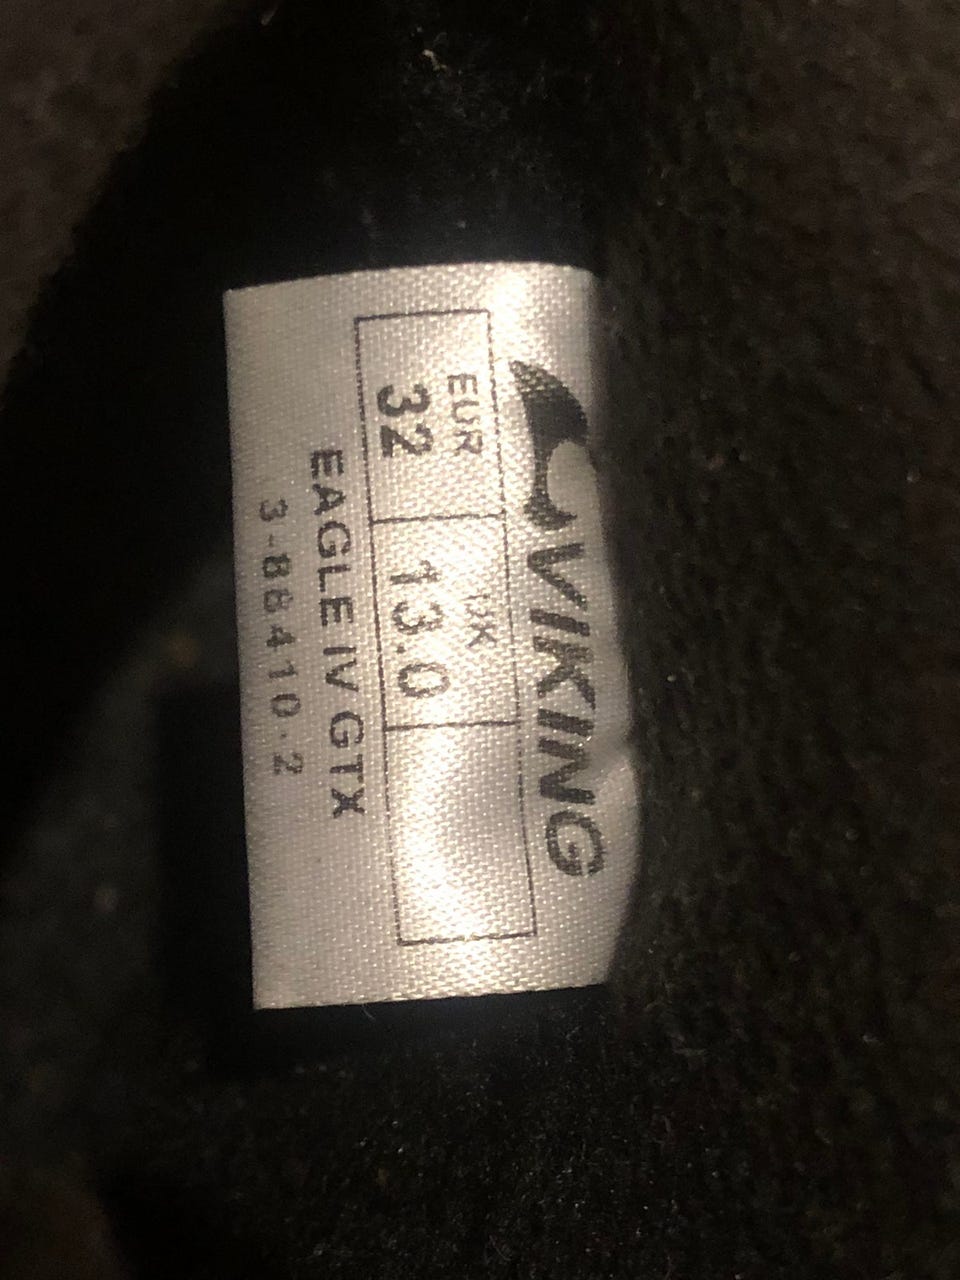 VIKING
EUR UK
32 13.0
EAGLE IV GTX
3-88410-2